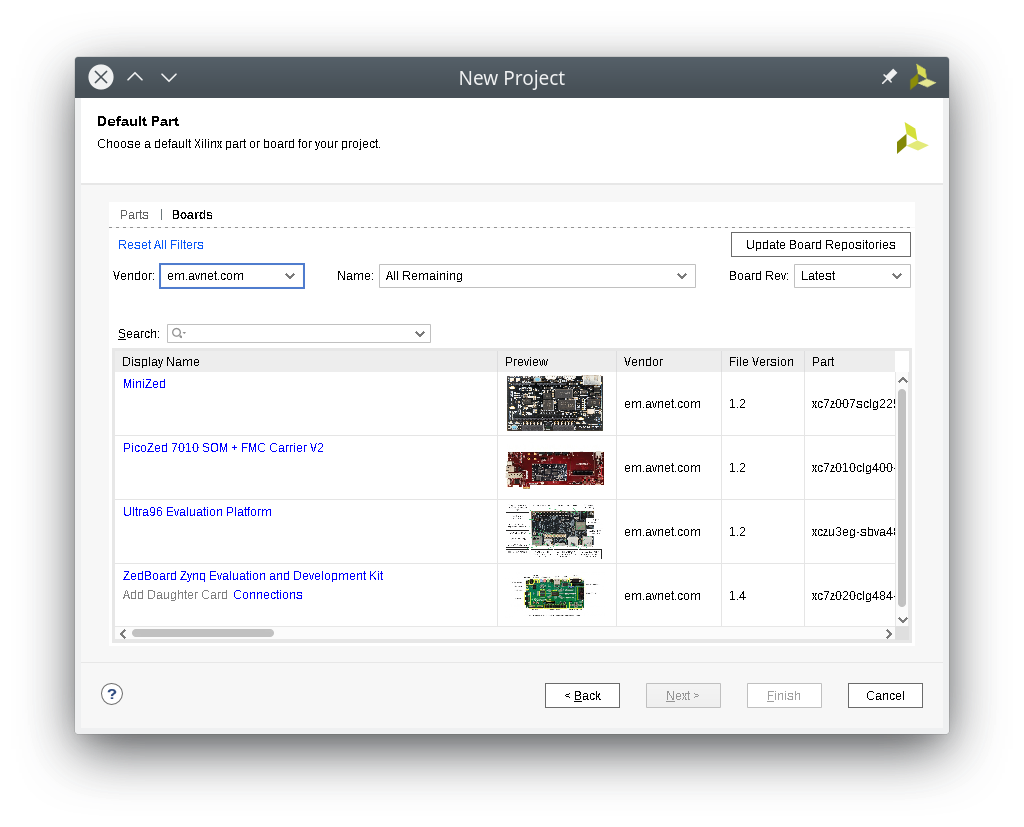 New Project
Default Part
Choose a default Xilinx part or board for your project.
Parts | Boards
Reset All Filters
Update Board Repositories
Vendor: em.avnet.com Name: All Remaining Board Rev: Latest
Search:
Display Name Preview Vendor File Version Part
MiniZed
em.avnet.com 1.2 xc7z007sclg225
PicoZed 7010 SOM + FMC Carrier V2
em.avnet.com 1.2 xc7z010clg400-
Ultra96 Evaluation Platform
em.avnet.com 1.2 xczu3eg-sbva48
ZedBoard Zynq Evaluation and Development Kit
Add Daughter Card Connections
em.avnet.com 1.4 xc7z020clg484-
? < Back Next > Finish Cancel